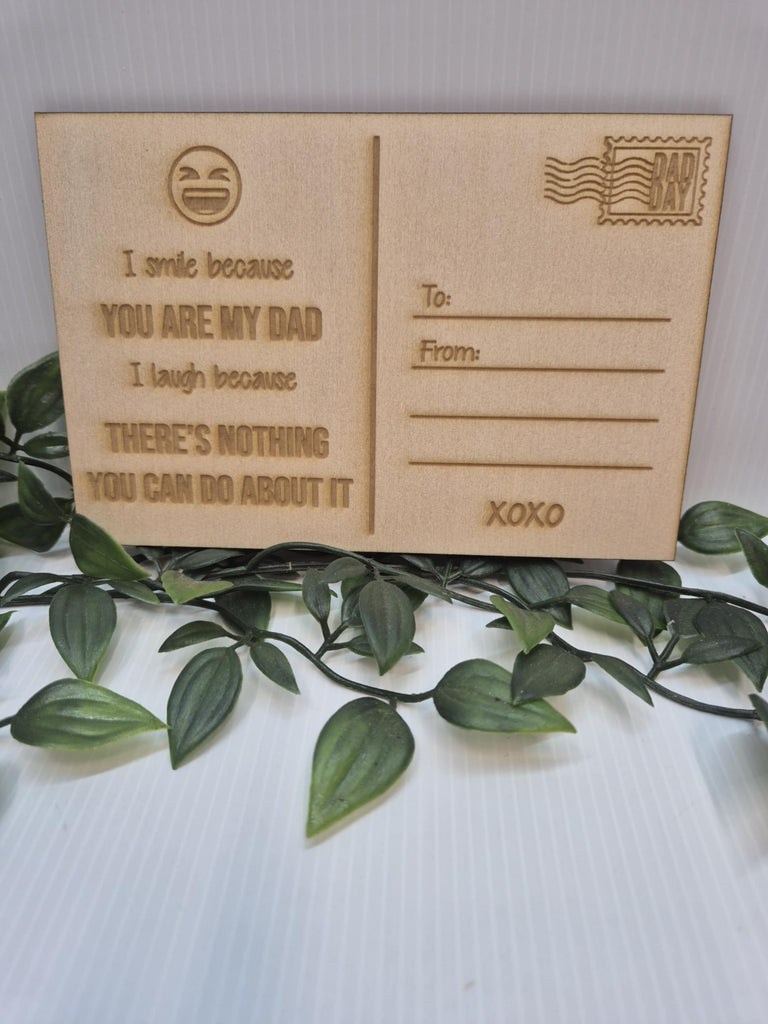 I smile because
YOU ARE MY DAD
I laugh because
THERE'S NOTHING
YOU CAN DO ABOUT IT
DAD
DAY
To:
From:
XOXO